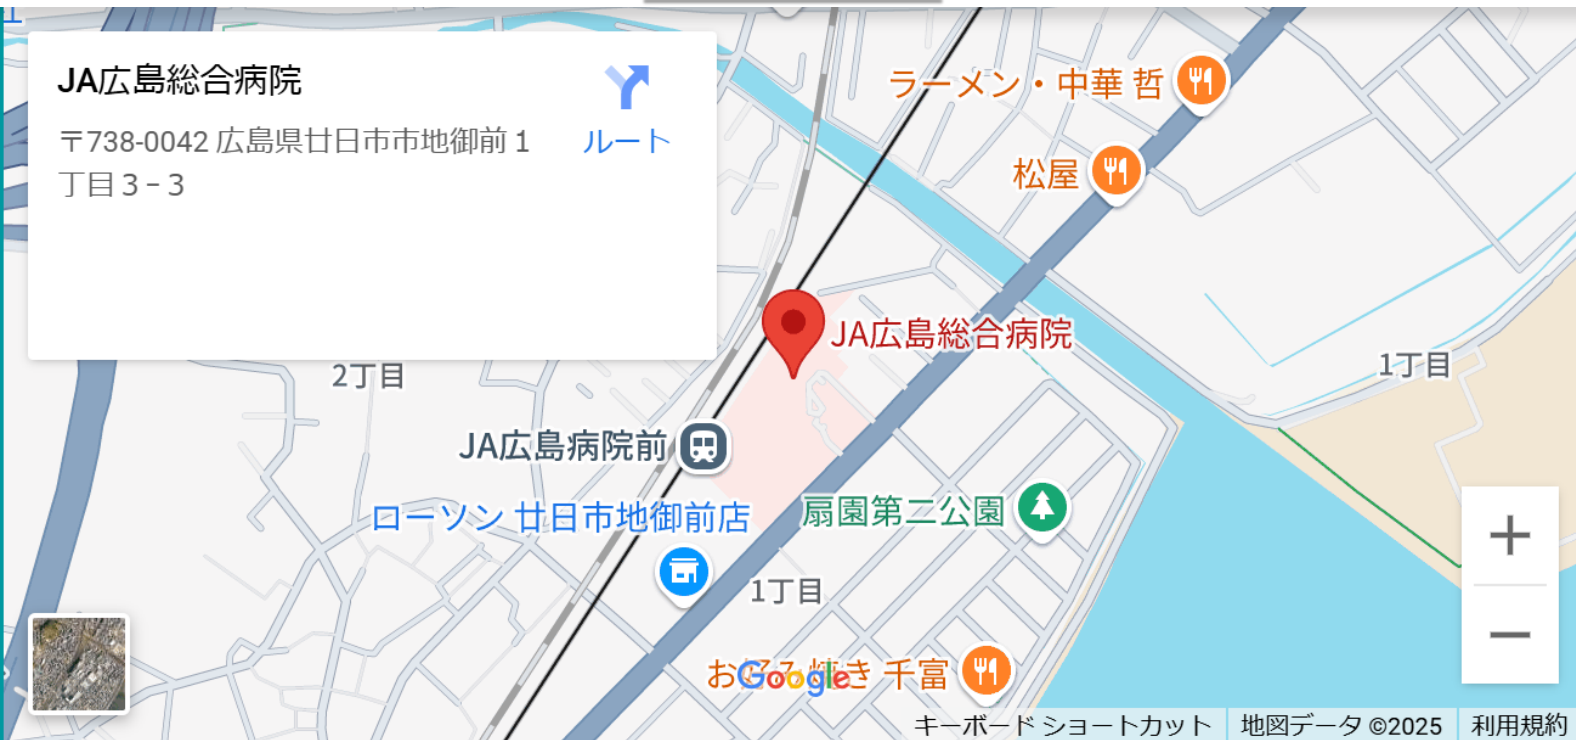 JA広島総合病院
〒738-0042 広島県廿日市市地御前1
丁目3−3
ルート
ラーメン・中華 哲
松屋
JA広島総合病院
1丁目
2丁目
JA広島病院前
ローソン 廿日市地御前店
扇園第二公園
1丁目
お好み焼き 千富
Google
キーボード ショートカット
地図データ ©2025
利用規約